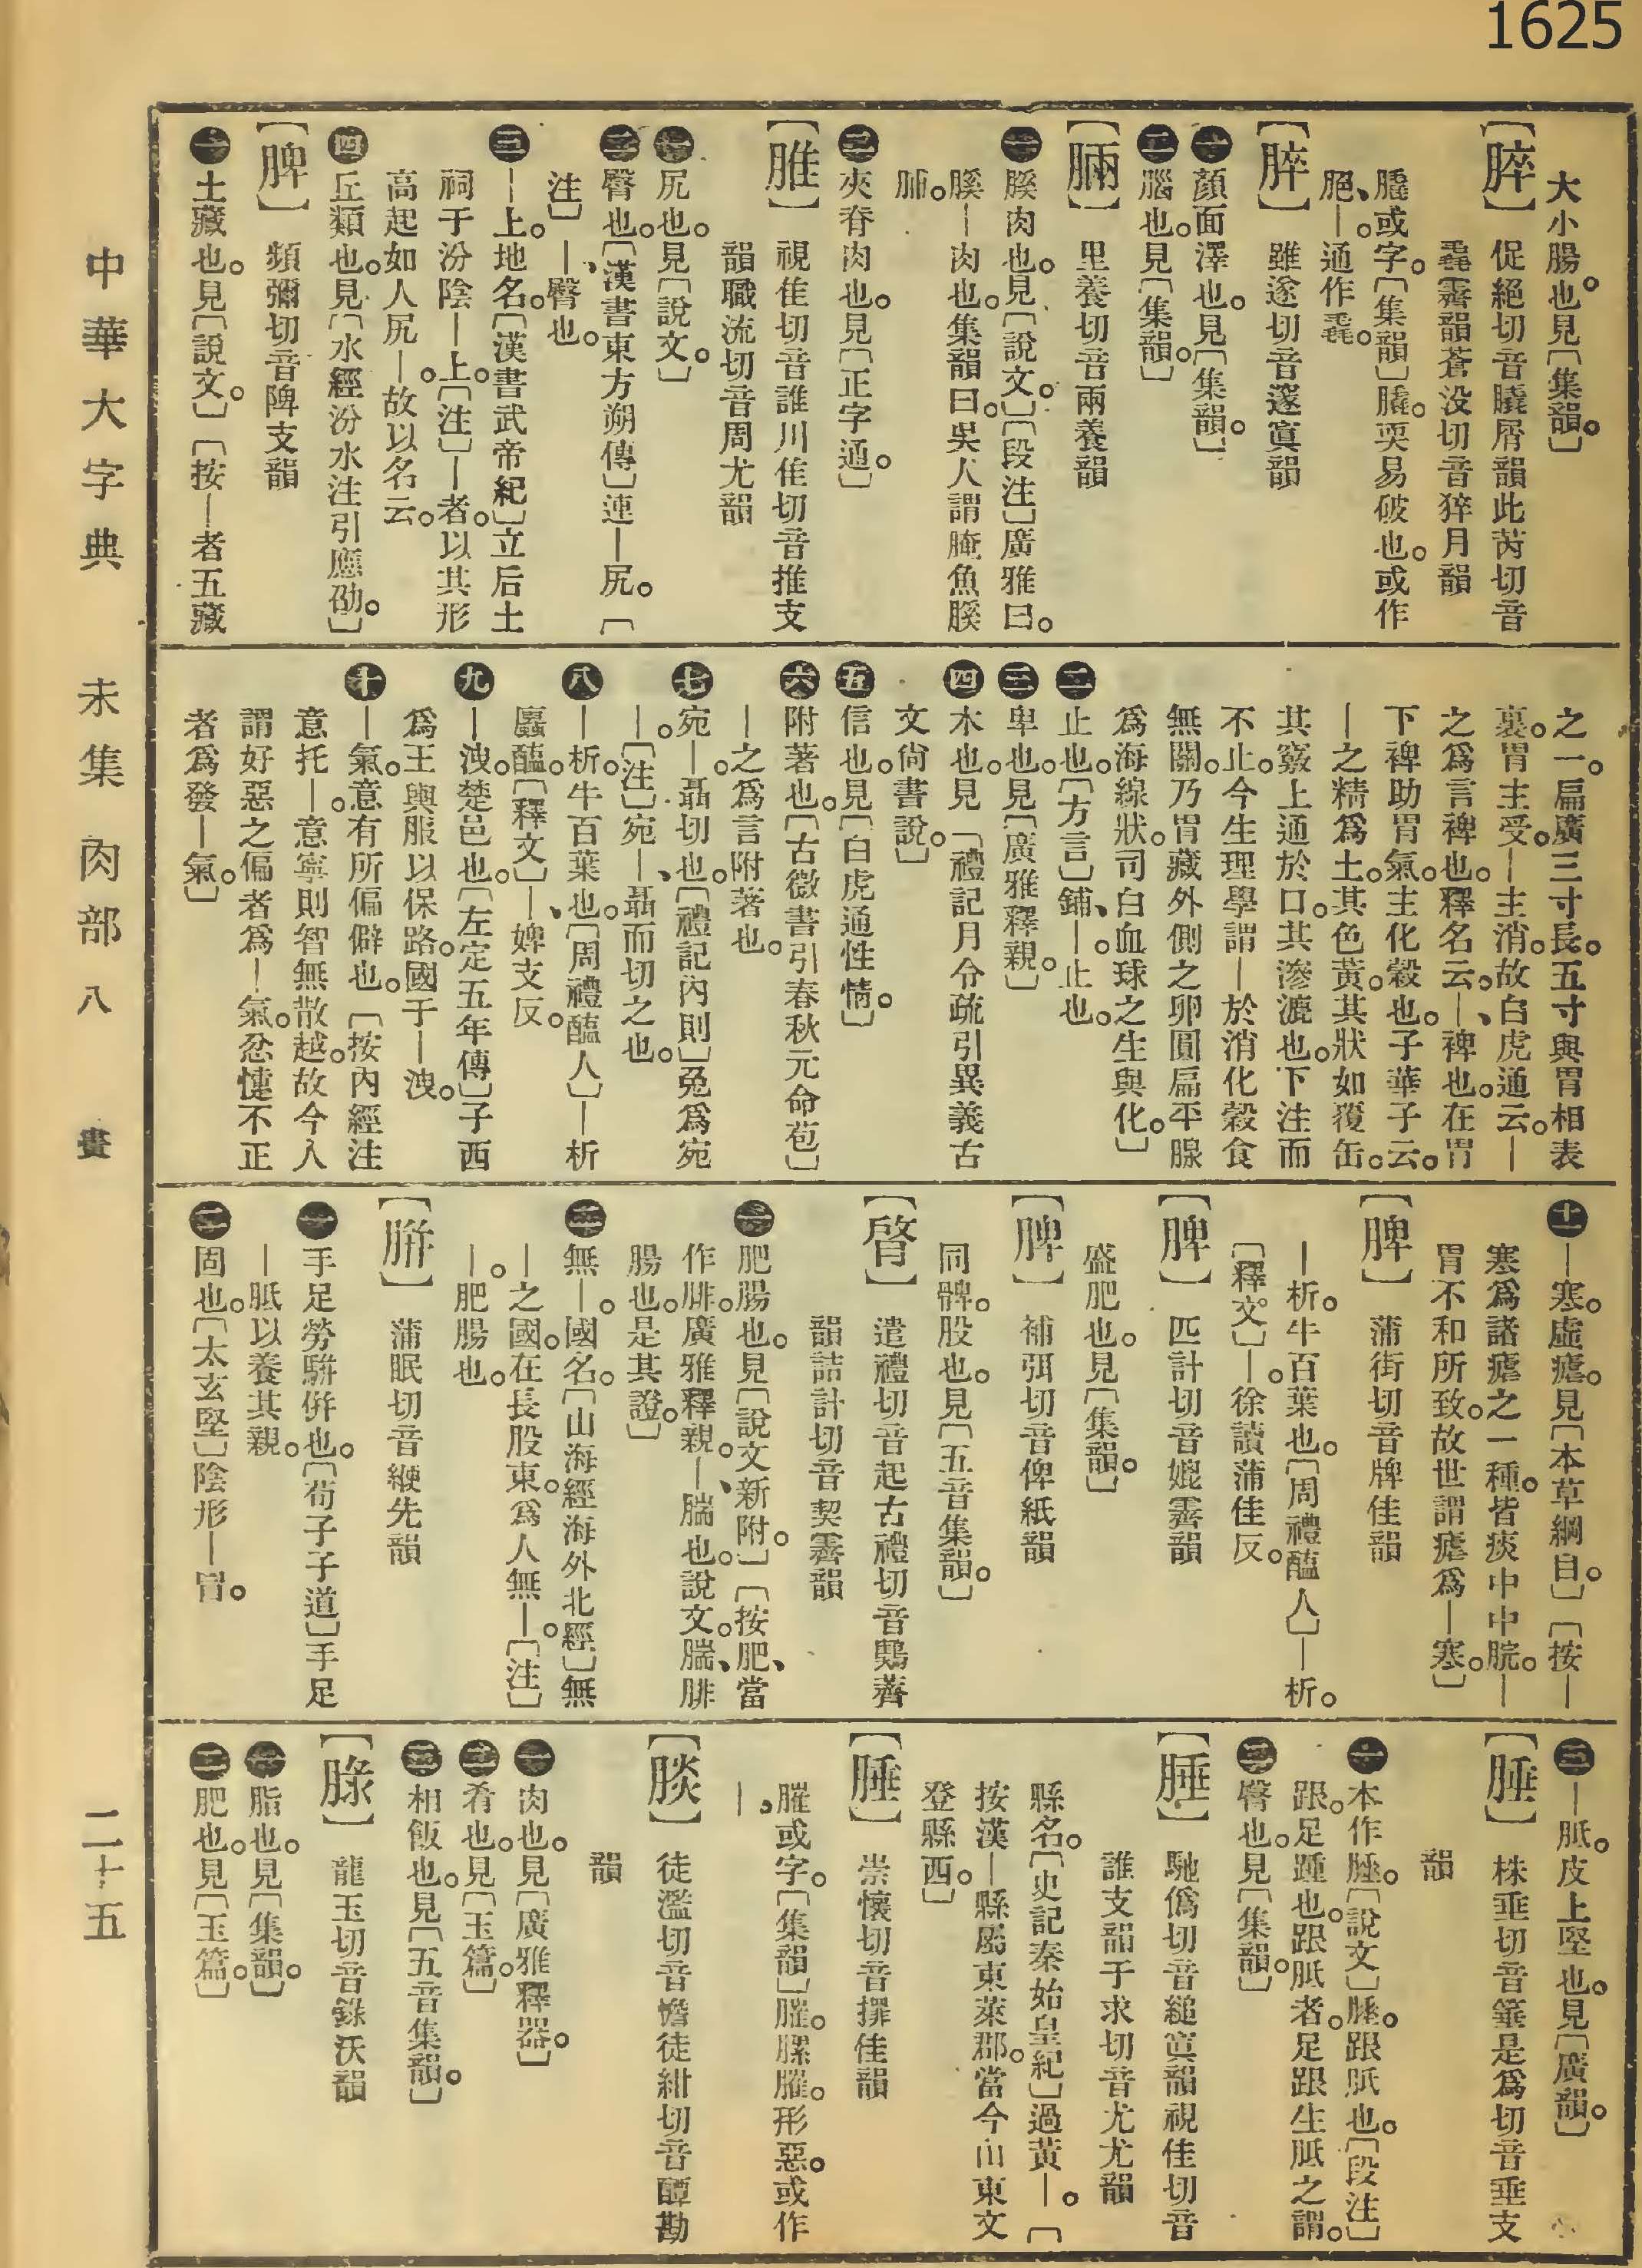 1625
大小腸也。見〔集韻。〕
【膵】促絕切音膬屑韻此芮切音
毳霽韻蒼没切音猝月韻
膬或字。〔集韻〕膬。耎易破也。或作
脃、—。通作毳。
【膵】雖遂切音邃寘韻
㊀顏面澤也。見〔集韻。〕
㊁腦也。見〔集韻。〕
【脼】里養切音兩養韻
㊀膎肉也。見〔說文。〕〔段注〕廣雅曰。
膎—肉也。集韻曰。吳人謂腌魚膎
脯。
㊁夾脊肉也。見〔正字通。〕
【脽】視隹切音誰川隹切音推支
韻職流切音周尤韻
㊀尻也。見〔說文。〕
㊁臀也。〔漢書東方朔傳〕連—尻。〔
注〕—、臀也。
㊂—上。地名。〔漢書武帝紀〕立后土
祠于汾陰—上。〔注〕—者。以其形
高起如人尻—。故以名云。
㊃丘類也。見〔水經汾水注引應劭。〕
【脾】頻彌切音陴支韻
㊀土藏也。見〔說文。〕〔按—者五藏
之一。扁廣三寸長。五寸與胃相表
裏。胃主受。—主消。故白虎通云。—
之爲言裨也。釋名云。—、裨也。在胃
下裨助胃氣。主化穀也。子華子云。
—之精爲土。其色黃。其狀如覆缶。
其竅上通於口。其滲漉也。下注而
不止。今生理學謂—於消化穀食
無關。乃胃藏外側之卵圓扁平腺
爲海綿狀。司白血球之生與化。〕
㊁止也。〔方言〕鋪、—。止也。
㊂卑也。見〔廣雅釋親。〕
㊃木也。見〔禮記月令疏引異義古
文尙書說。〕
㊄信也。見〔白虎通性情。〕
㊅附著也。〔古微書引春秋元命苞〕
—之爲言附著也。
㊆宛—。聶切也。〔禮記內則〕兔爲宛
—。〔注〕宛—、聶而切之也。
㊇—析。牛百葉也。〔周禮醢人〕—析
蠯醢。〔釋文〕—、婢支反。
㊈—洩。楚邑也。〔左定五年傳〕子西
爲王輿服以保路。國于—洩。
㊉—氣。意有所偏僻也。〔按內經注
意托—。意寧則智無散越。故今人
謂好惡之偏者爲—氣。忿懥不正
者爲發—氣。〕
⑪—寒。虛瘧。見〔本草綱目。〕〔按—
寒爲諸瘧之一種。皆痰中中脘。—
胃不和所致。故世謂瘧爲—寒。〕
【脾】蒲街切音牌佳韻
—析。牛百葉也。〔周禮醢人〕—析。
〔釋文〕—。徐讀蒲佳反。
【脾】匹計切音媲霽韻
盛肥也。見〔集韻。〕
【脾】補弭切音俾紙韻
同髀。股也。見〔五音集韻。〕
【䏿】遣禮切音起古禮切音鷄薺
韻詰計切音契霽韻
㊀肥腸也。見〔說文新附。〕〔按肥、當
作腓。廣雅釋親。—、腨也。說文。腨、腓
腸也。是其證。〕
㊁無—。國名。〔山海經海外北經〕無
—之國。在長股東。爲人無—。〔注〕
—。肥腸也。
【腁】蒲眠切音緶先韻
㊀手足勞騈倂也。〔荀子子道〕手足
—胝以養其親。
㊁固也。〔太玄堅〕陰形—冐。
㊂—胝。皮上堅也。見〔廣韻。〕
【腄】株垂切音箠是爲切音垂支
韻
㊀本作𦝢。〔說文〕𦝢。跟胝也。〔段注〕
跟。足踵也。跟胝者。足跟生胝之謂。
㊁臀也。見〔集韻。〕
【腄】馳僞切音縋寘韻視佳切音
誰支韻于求切音尤尤韻
縣名。〔史記秦始皇紀〕過黃—。〔
按漢—縣屬東萊郡。當今山東文
登縣西。〕
【腄】崇懷切音㩟佳韻
膗或字。〔集韻〕膗。臞膗。形惡。或作
—。
【腅】徒濫切音憺徒紺切音醰勘
韻
㊀肉也。見〔廣雅釋器。〕
㊁肴也。見〔玉篇。〕
㊂相飯也。見〔五音集韻。〕
【䐂】龍玉切音錄沃韻
㊀脂也。見〔集韻。〕
㊁肥也。見〔玉篇。〕
中華大字典 未集 肉部 八 畫 二十五